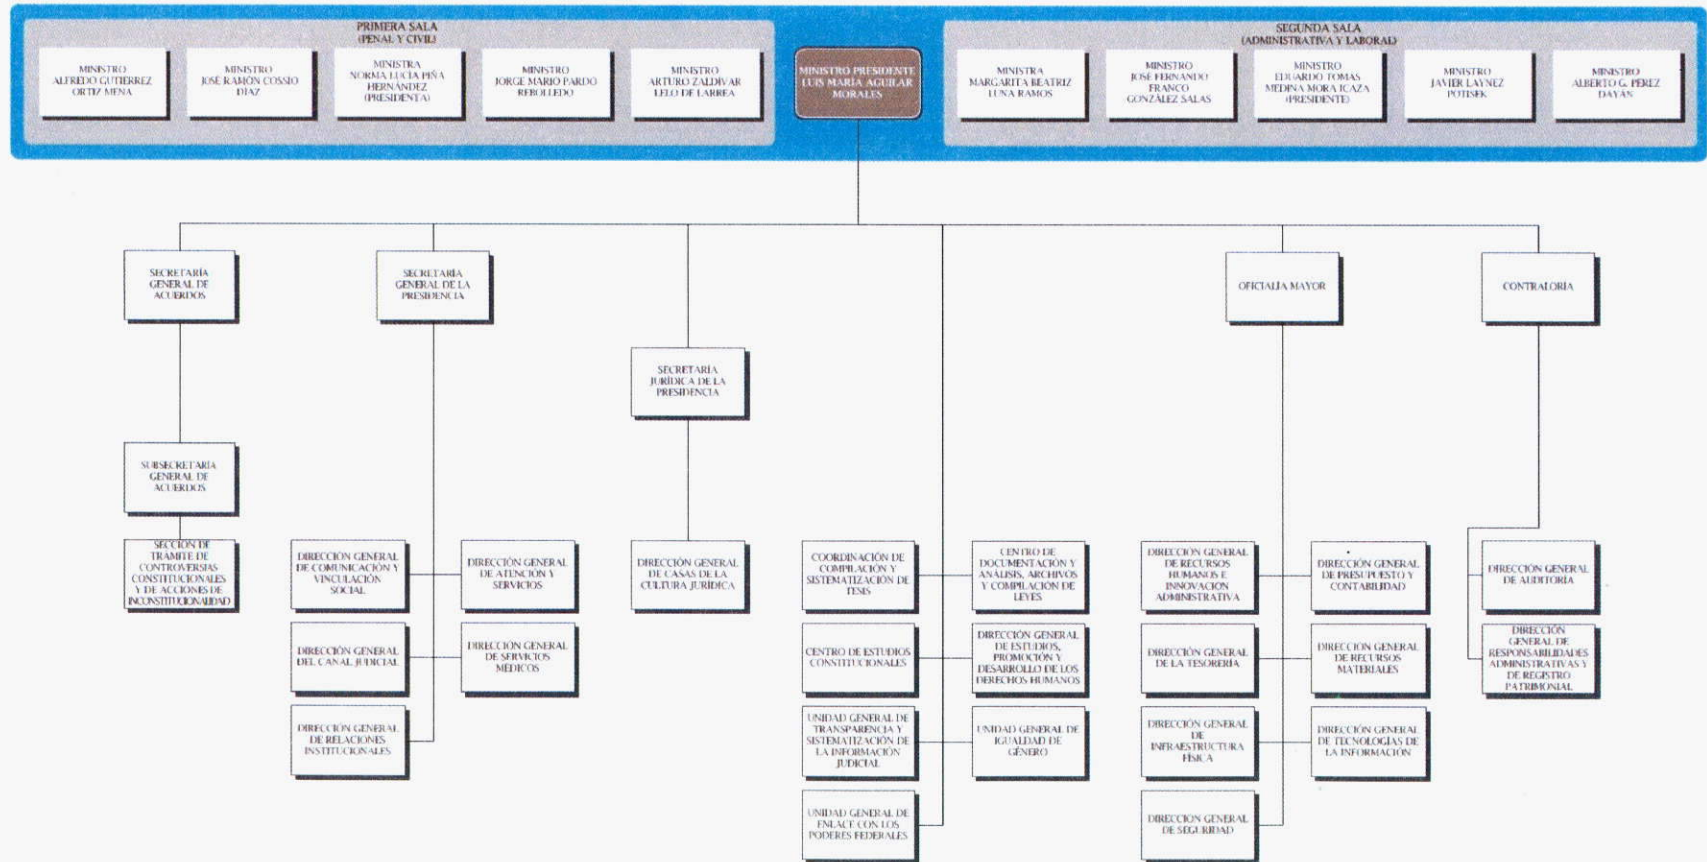 PRIMERA SALA
(PENAL Y CIVIL)
MINISTRO
ALFREDO GUTIÉRREZ
ORTIZ MENA
MINISTRO
JOSÉ RAMÓN COSSÍO
DÍAZ
MINISTRA
NORMA LUCÍA PIÑA
HERNÁNDEZ
(PRESIDENTA)
MINISTRO
JORGE MARIO PARDO
REBOLLEDO
MINISTRO
ARTURO ZALDÍVAR
LELO DE LARREA
MINISTRO PRESIDENTE
LUIS MARÍA AGUILAR
MORALES
SEGUNDA SALA
(ADMINISTRATIVA Y LABORAL)
MINISTRA
MARGARITA BEATRIZ
LUNA RAMOS
MINISTRO
JOSÉ FERNANDO
FRANCO
GONZÁLEZ SALAS
MINISTRO
EDUARDO TOMÁS
MEDINA MORA ICAZA
(PRESIDENTE)
MINISTRO
JAVIER LAYNEZ
POTISEK
MINISTRO
ALBERTO G. PÉREZ
DAYÁN
SECRETARÍA
GENERAL DE
ACUERDOS
SECRETARÍA
GENERAL DE LA
PRESIDENCIA
OFICIALÍA MAYOR
CONTRALORÍA
SECRETARÍA
JURÍDICA DE LA
PRESIDENCIA
SUBSECRETARÍA
GENERAL DE
ACUERDOS
SECCIÓN DE
TRÁMITE DE
CONTROVERSIAS
CONSTITUCIONALES
Y DE ACCIONES DE
INCONSTITUCIONALIDAD
DIRECCIÓN GENERAL
DE COMUNICACIÓN Y
VINCULACIÓN
SOCIAL
DIRECCIÓN GENERAL
DE ATENCIÓN Y
SERVICIOS
DIRECCIÓN GENERAL
DE CASAS DE LA
CULTURA JURÍDICA
COORDINACIÓN DE
COMPILACIÓN Y
SISTEMATIZACIÓN DE
TESIS
CENTRO DE
DOCUMENTACIÓN Y
ANÁLISIS, ARCHIVOS
Y COMPILACIÓN DE
LEYES
DIRECCIÓN GENERAL
DE RECURSOS
HUMANOS E
INNOVACIÓN
ADMINISTRATIVA
DIRECCIÓN GENERAL
DE PRESUPUESTO Y
CONTABILIDAD
DIRECCIÓN GENERAL
DE AUDITORÍA
DIRECCIÓN GENERAL
DEL CANAL JUDICIAL
DIRECCIÓN GENERAL
DE SERVICIOS
MÉDICOS
CENTRO DE ESTUDIOS
CONSTITUCIONALES
DIRECCIÓN GENERAL
DE ESTUDIOS,
PROMOCIÓN Y
DESARROLLO DE LOS
DERECHOS HUMANOS
DIRECCIÓN GENERAL
DE LA TESORERÍA
DIRECCIÓN GENERAL
DE RECURSOS
MATERIALES
DIRECCIÓN
GENERAL DE
RESPONSABILIDADES
ADMINISTRATIVAS Y
DE REGISTRO
PATRIMONIAL
DIRECCIÓN GENERAL
DE RELACIONES
INSTITUCIONALES
UNIDAD GENERAL DE
TRANSPARENCIA Y
SISTEMATIZACIÓN DE
LA INFORMACIÓN
JUDICIAL
UNIDAD GENERAL
DE IGUALDAD DE
GÉNERO
DIRECCIÓN GENERAL
DE
INFRAESTRUCTURA
FÍSICA
DIRECCIÓN GENERAL
DE TECNOLOGÍAS DE
LA INFORMACIÓN
UNIDAD GENERAL DE
ENLACE CON LOS
PODERES FEDERALES
DIRECCIÓN GENERAL
DE SEGURIDAD